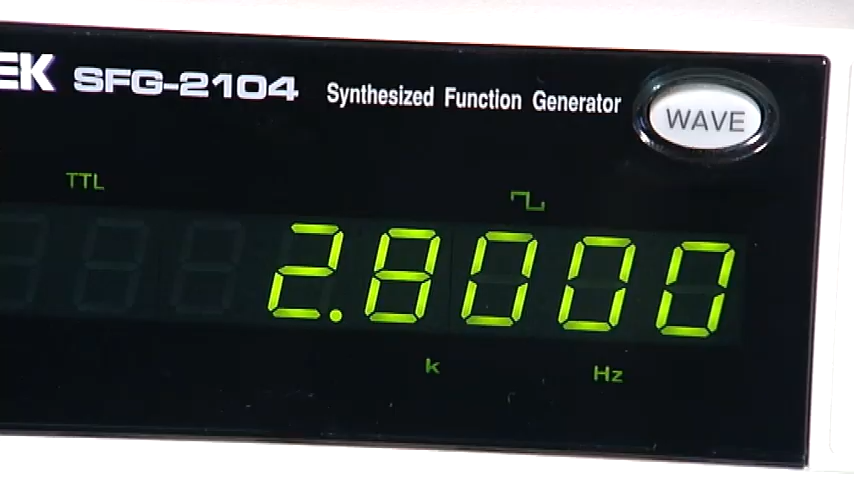 EK SFG-2104 Synthesized Function Generator WAVE
TTL
2.8000
k Hz